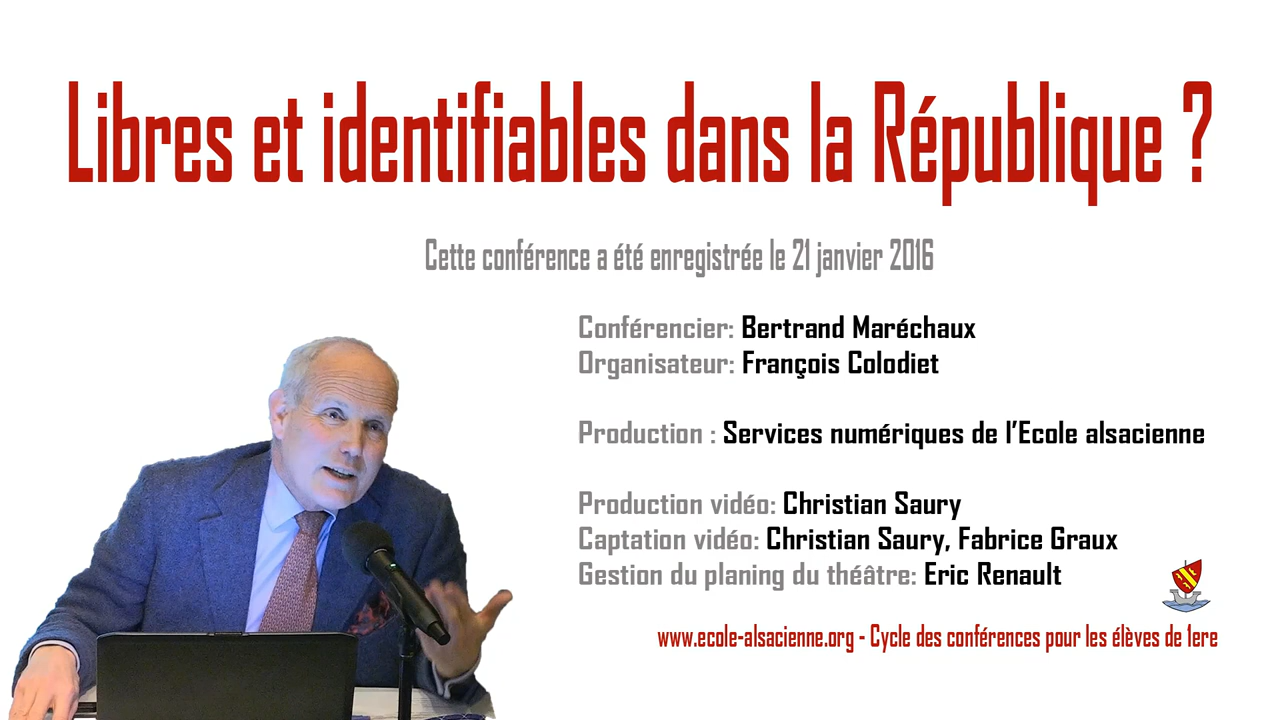 Libres et identifiables dans la République ?
Cette conférence a été enregistrée le 21 janvier 2016
Conférencier: Bertrand Maréchaux
Organisateur: François Colodiet
Production : Services numériques de l'Ecole alsacienne
Production vidéo: Christian Saury
Captation vidéo: Christian Saury, Fabrice Graux
Gestion du planing du théâtre: Eric Renault
www.ecole-alsacienne.org - Cycle des conférences pour les élèves de 1ere